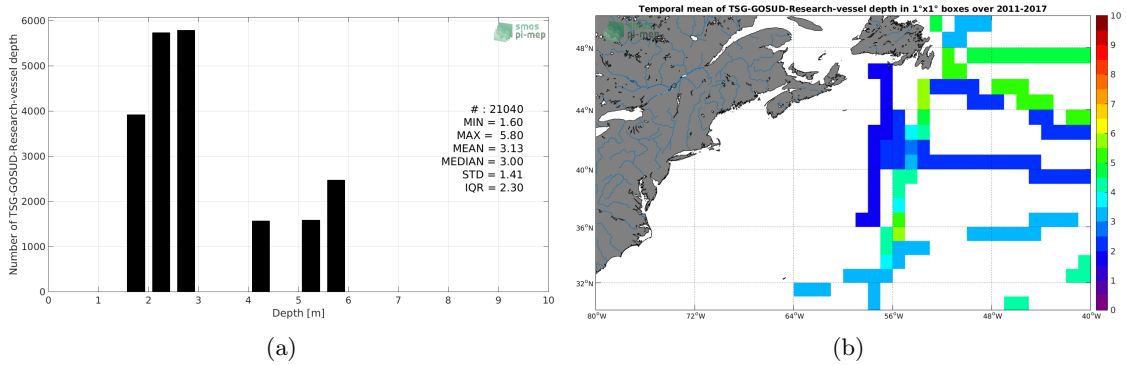 6000
5000
4000
3000
2000
1000
0
Number of TSG-GOSUD-Research-vessel depth
smos
pi-mep
# : 21040
MIN = 1.60
MAX = 5.80
MEAN = 3.13
MEDIAN = 3.00
STD = 1.41
IQR = 2.30
0 1 2 3 4 5 6 7 8 9 10
Depth [m]
(a)
Temporal mean of TSG-GOSUD-Research-vessel depth in 1°x1° boxes over 2011-2017
smos
pi-mep
48°N
44°N
40°N
36°N
32°N
80°W 72°W 64°W 56°W 48°W 40°W
10
9
8
7
6
5
4
3
2
1
0
(b)